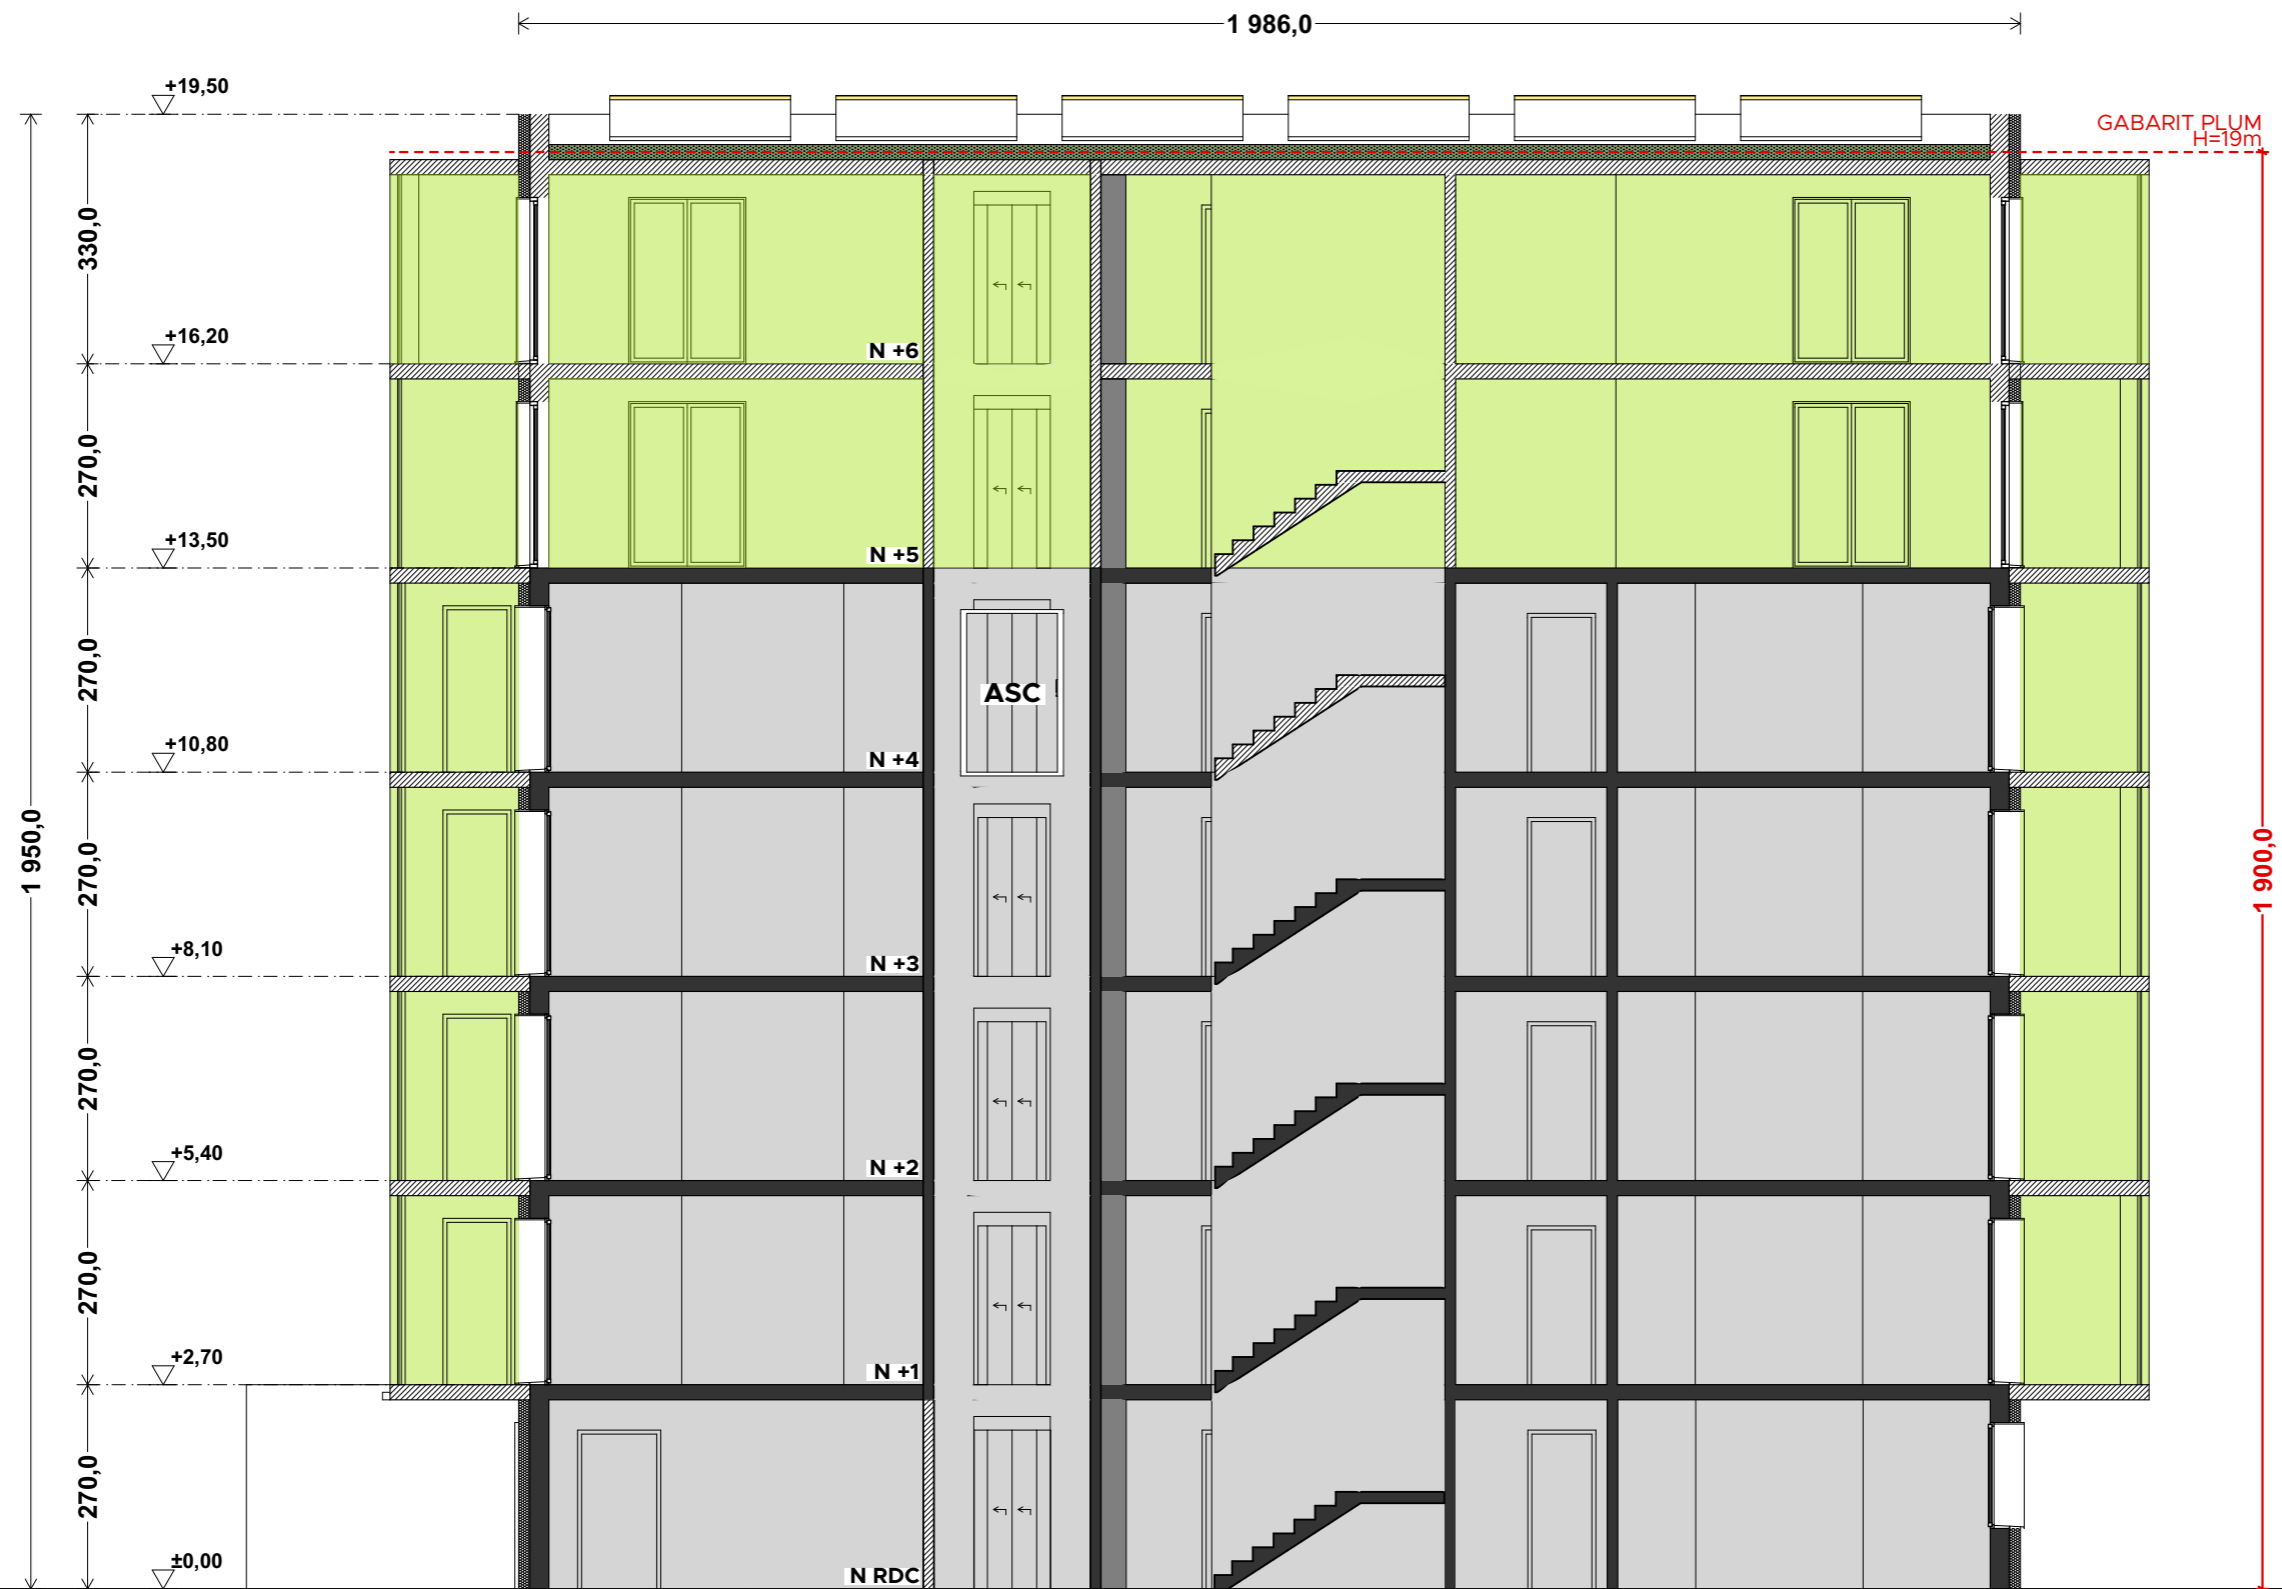 1 986,0
+19,50
GABARIT PLUM
H=19m
330,0
+16,20
N +6
270,0
+13,50
N +5
270,0
ASC
+10,80
N +4
1 950,0
270,0
1 900,0
+8,10
N +3
270,0
+5,40
N +2
270,0
+2,70
N +1
270,0
±0,00
N RDC